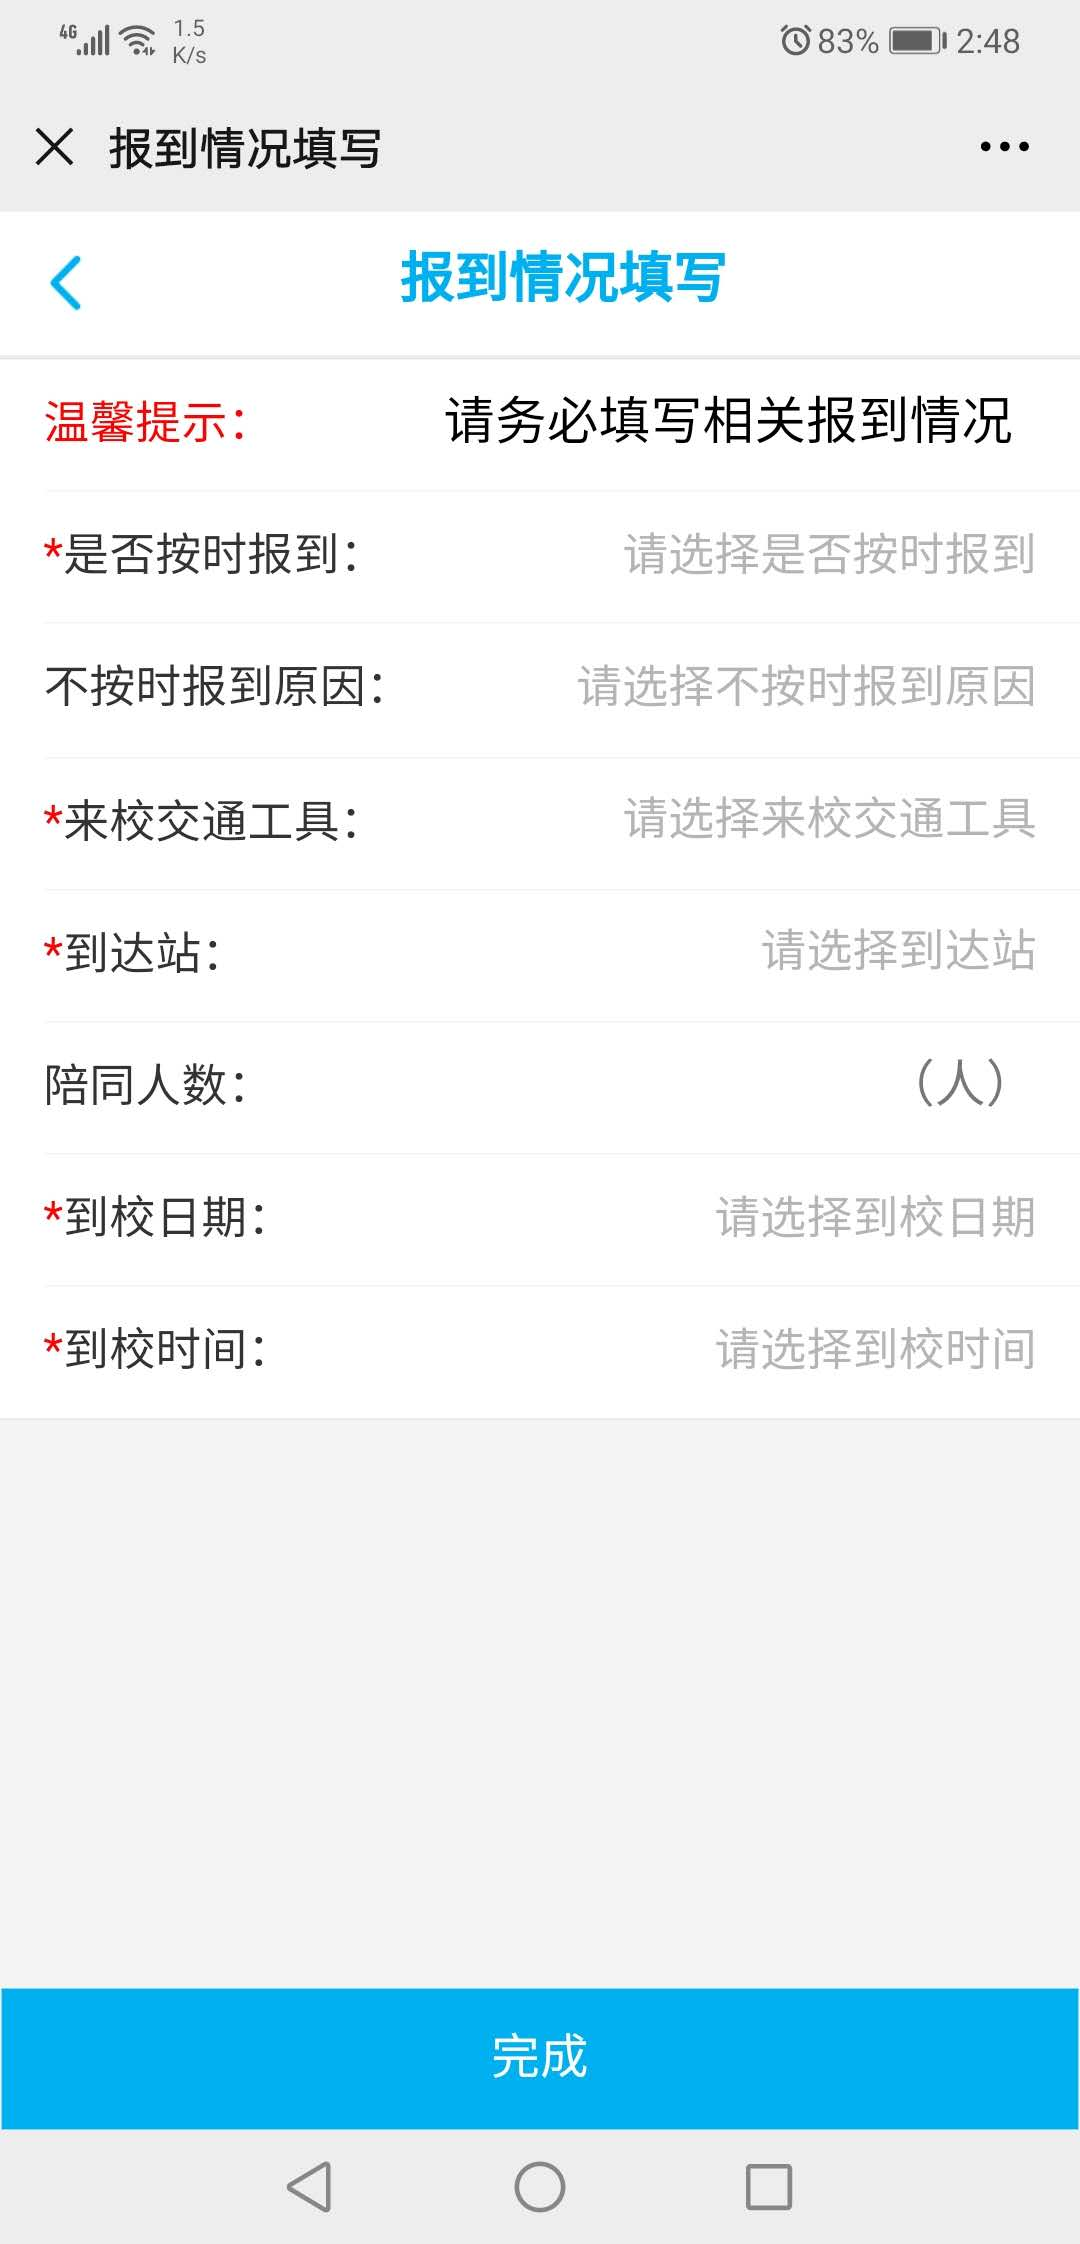 4G 1.5 K/s 83% 2:48
报到情况填写
报到情况填写
温馨提示: 请务必填写相关报到情况
*是否按时报到: 请选择是否按时报到
不按时报到原因: 请选择不按时报到原因
*来校交通工具: 请选择来校交通工具
*到达站: 请选择到达站
陪同人数: （人）
*到校日期: 请选择到校日期
*到校时间: 请选择到校时间
完成